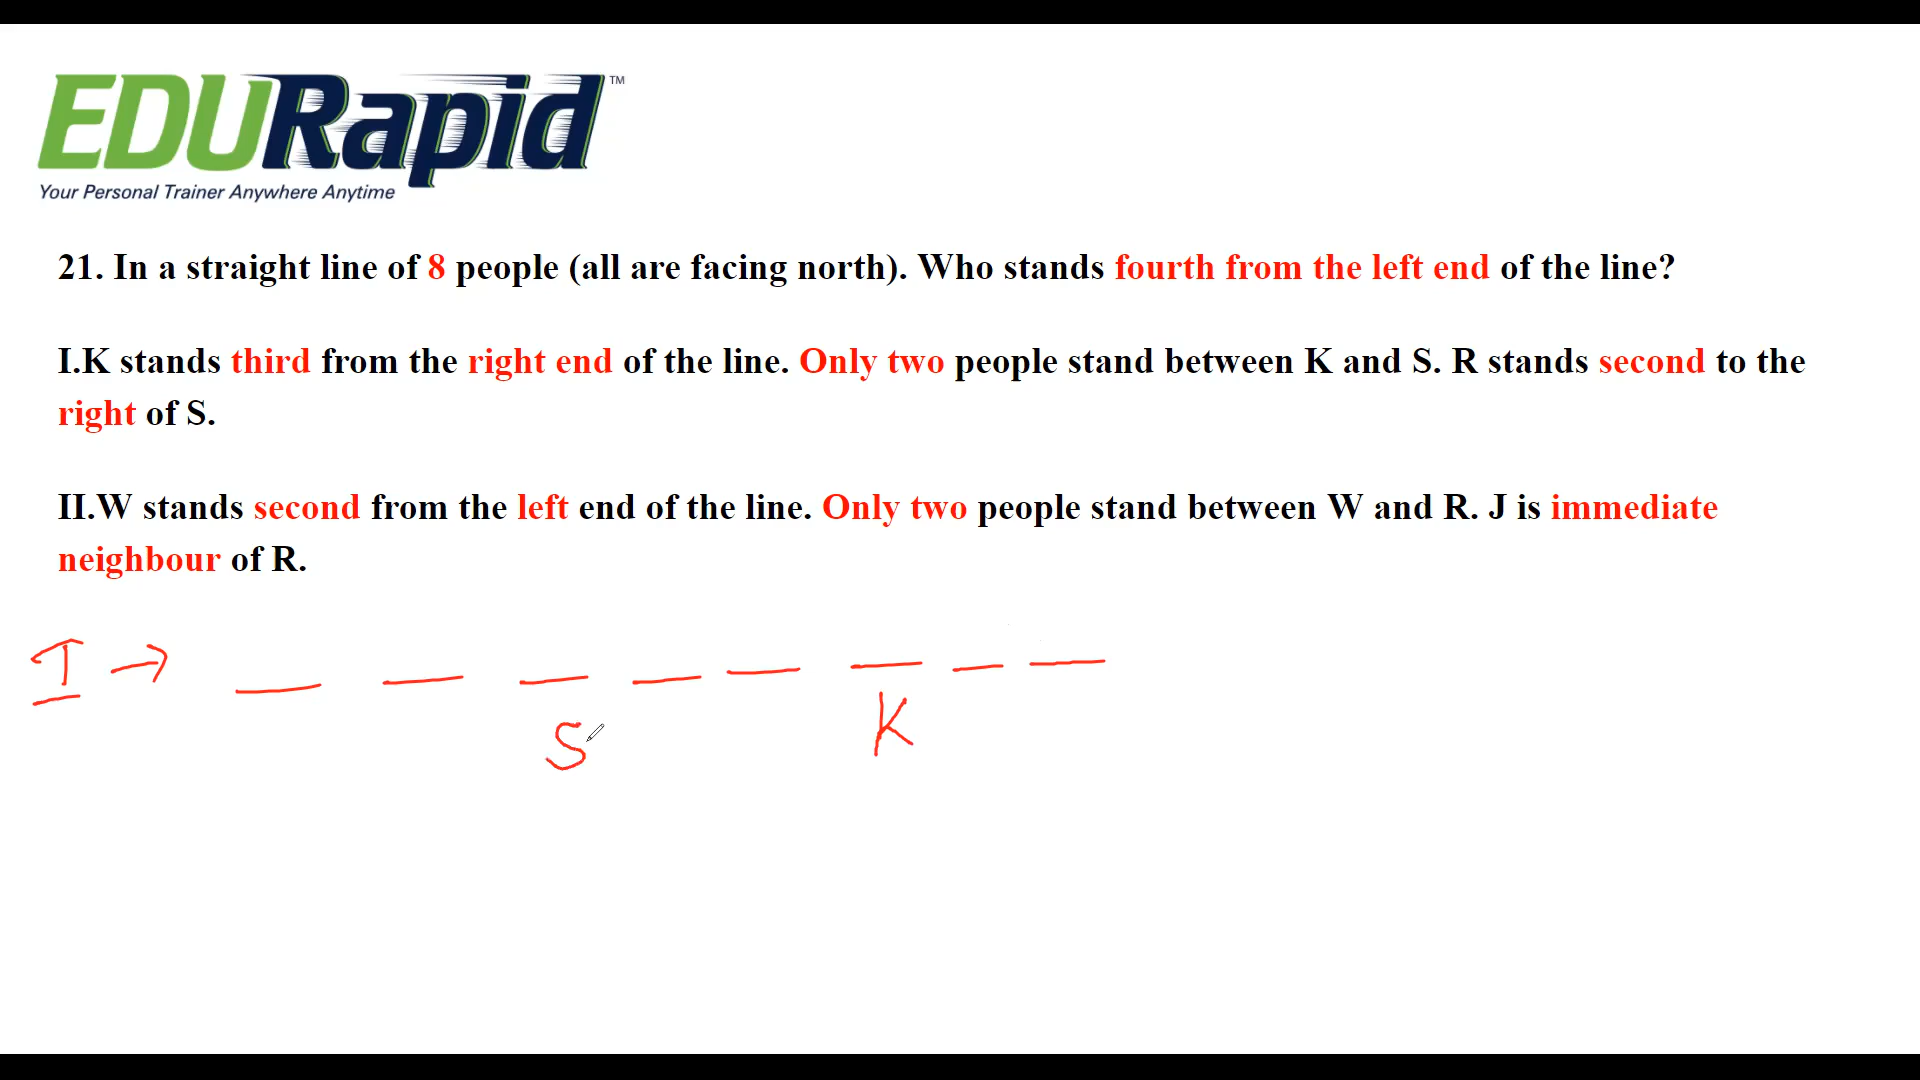 EDURapid™
Your Personal Trainer Anywhere Anytime
21. In a straight line of 8 people (all are facing north). Who stands fourth from the left end of the line?
I.K stands third from the right end of the line. Only two people stand between K and S. R stands second to the
right of S.
II.W stands second from the left end of the line. Only two people stand between W and R. J is immediate
neighbour of R.
I → _ _ _ _ _ _ _ _
S K